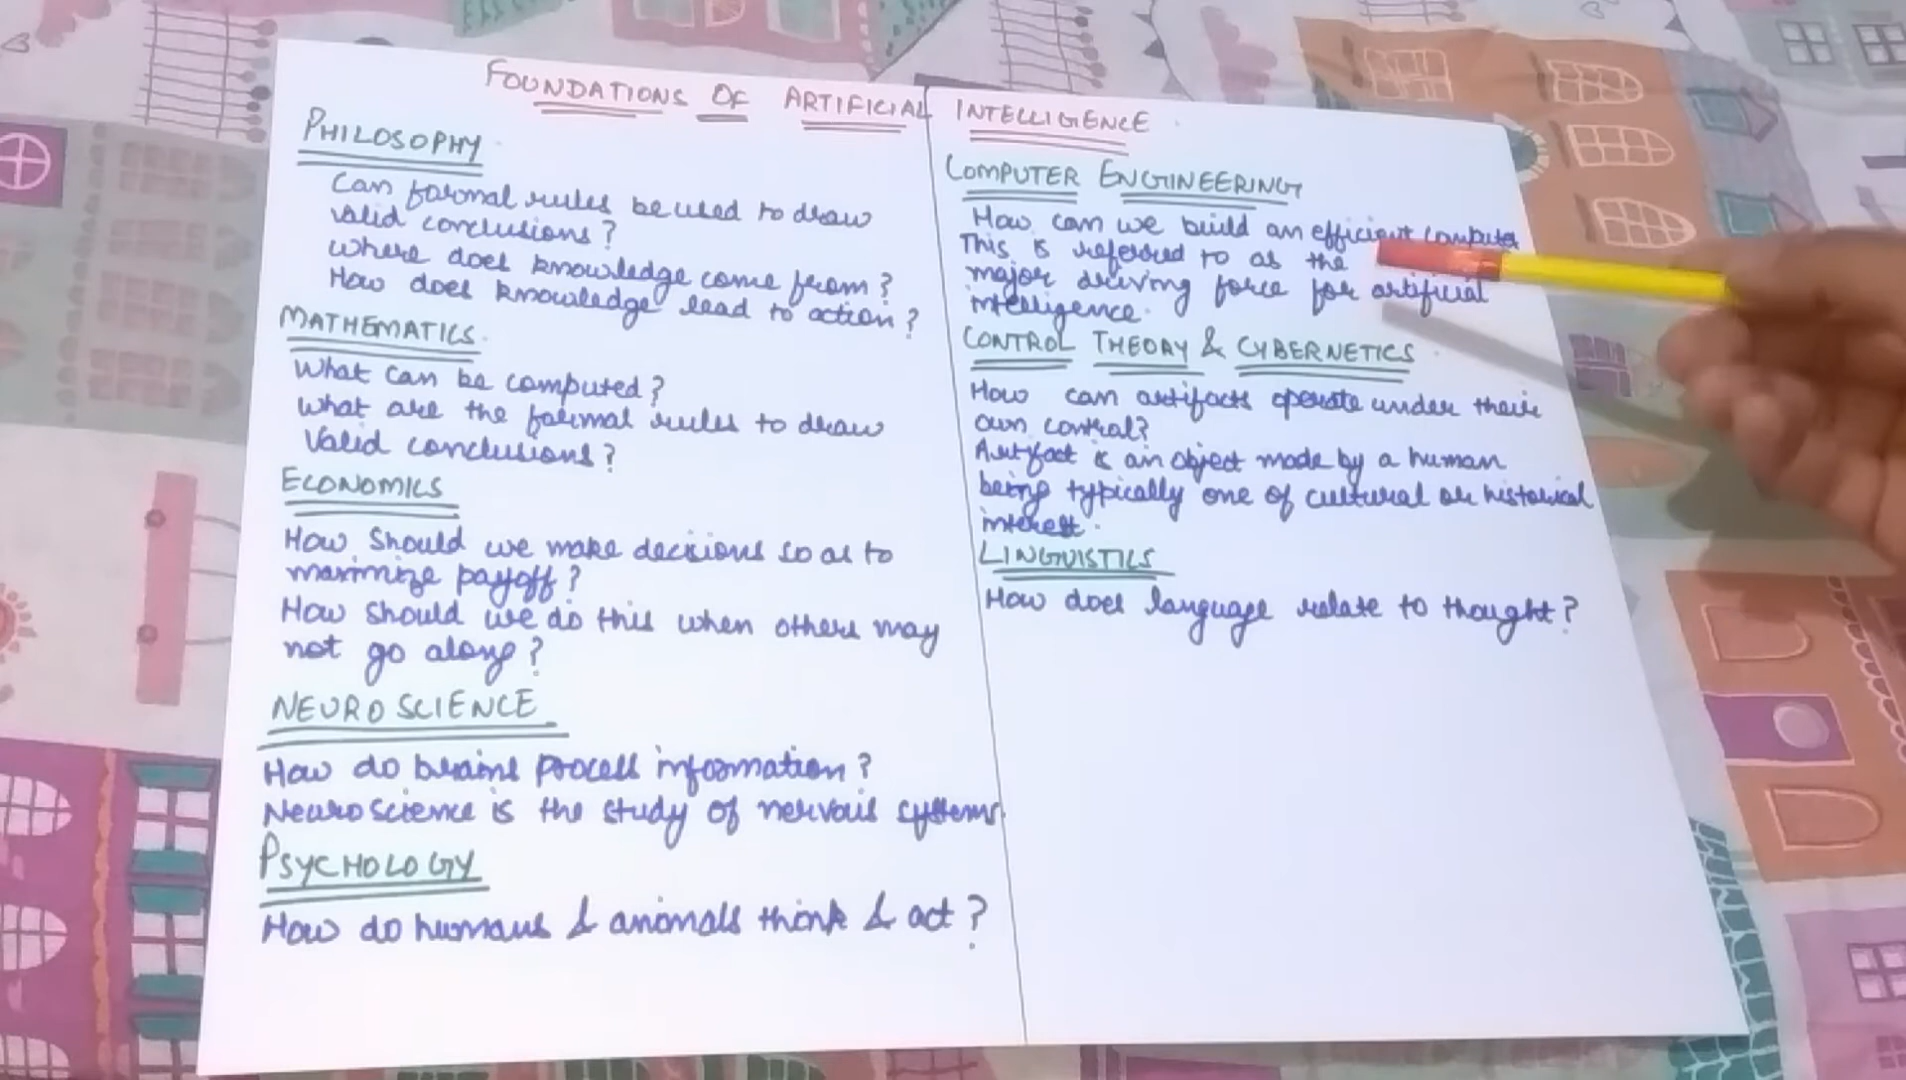 FOUNDATIONS OF ARTIFICIAL INTELLIGENCE
PHILOSOPHY
Can formal rules be used to draw
valid conclusions?
Where does knowledge come from?
How does knowledge lead to action?
MATHEMATICS
What can be computed?
What are the formal rules to draw
valid conclusions?
ECONOMICS
How should we make decisions so as to
maximize payoff?
How should we do this when others may
not go along?
NEUROSCIENCE
How do brains process information?
Neuroscience is the study of nervous systems.
PSYCHOLOGY
How do humans & animals think & act?
COMPUTER ENGINEERING
How can we build an efficient computer
This is referred to as the
major driving force for artificial
intelligence.
CONTROL THEORY & CYBERNETICS
How can artifacts operate under their
own control?
Artifact is an object made by a human
being typically one of cultural or historical
interest.
LINGUISTICS
How does language relate to thought?